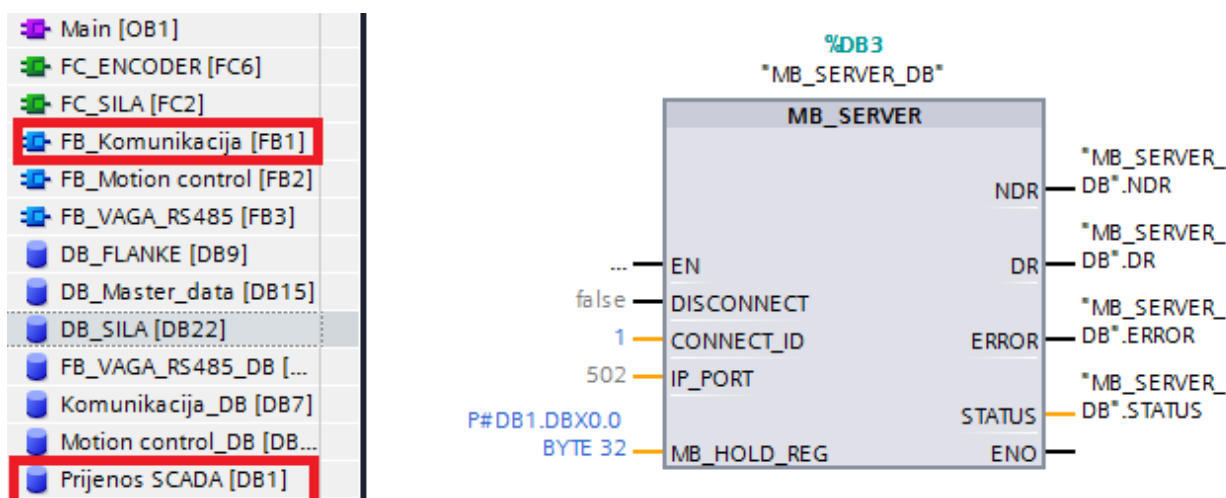 Main [OB1]
FC_ENCODER [FC6]
FC_SILA [FC2]
FB_Komunikacija [FB1]
FB_Motion control [FB2]
FB_VAGA_RS485 [FB3]
DB_FLANKE [DB9]
DB_Master_data [DB15]
DB_SILA [DB22]
FB_VAGA_RS485_DB [...
Komunikacija_DB [DB7]
Motion control_DB [DB...
Prijenos SCADA [DB1]
%DB3
"MB_SERVER_DB"
MB_SERVER
"MB_SERVER_
NDR DB".NDR
"MB_SERVER_
... EN DR DB".DR
false DISCONNECT
"MB_SERVER_
1 CONNECT_ID ERROR DB".ERROR
502 IP_PORT
"MB_SERVER_
P#DB1.DBX0.0 STATUS DB".STATUS
BYTE 32 MB_HOLD_REG ENO